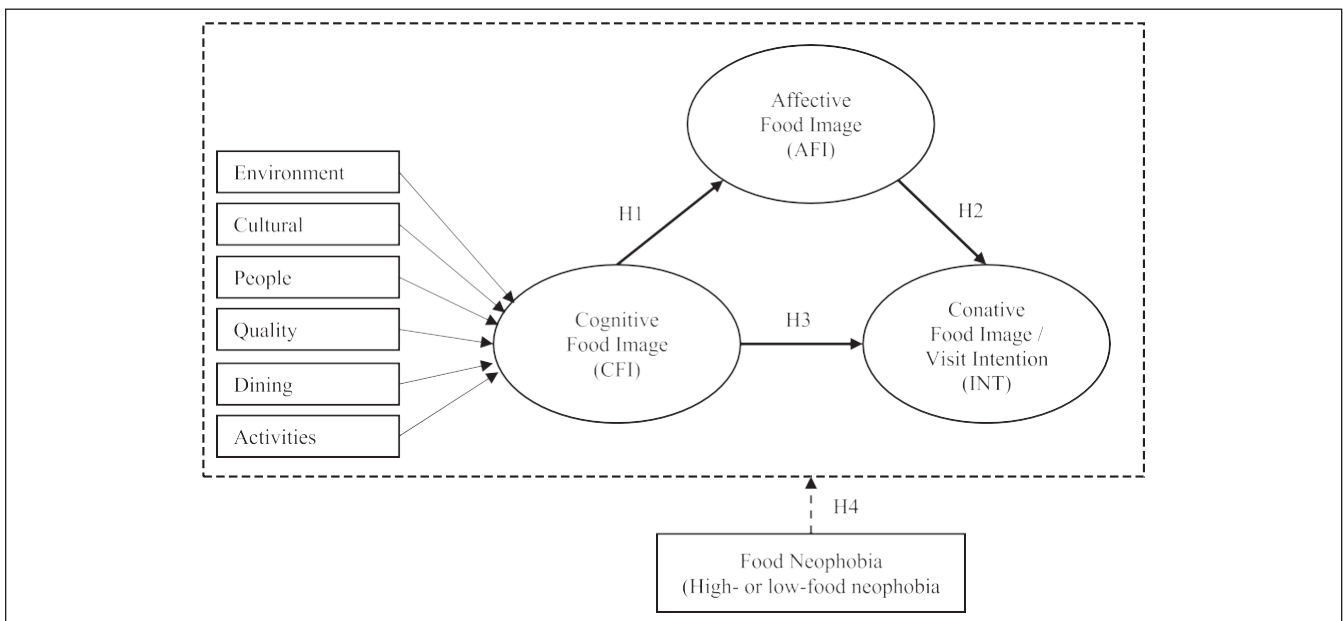 Affective
Food Image
(AFI)
Environment
Cultural
People
Quality
Dining
Activities
H1
H2
Cognitive
Food Image
(CFI)
H3
Conative
Food Image /
Visit Intention
(INT)
H4
Food Neophobia
(High- or low-food neophobia